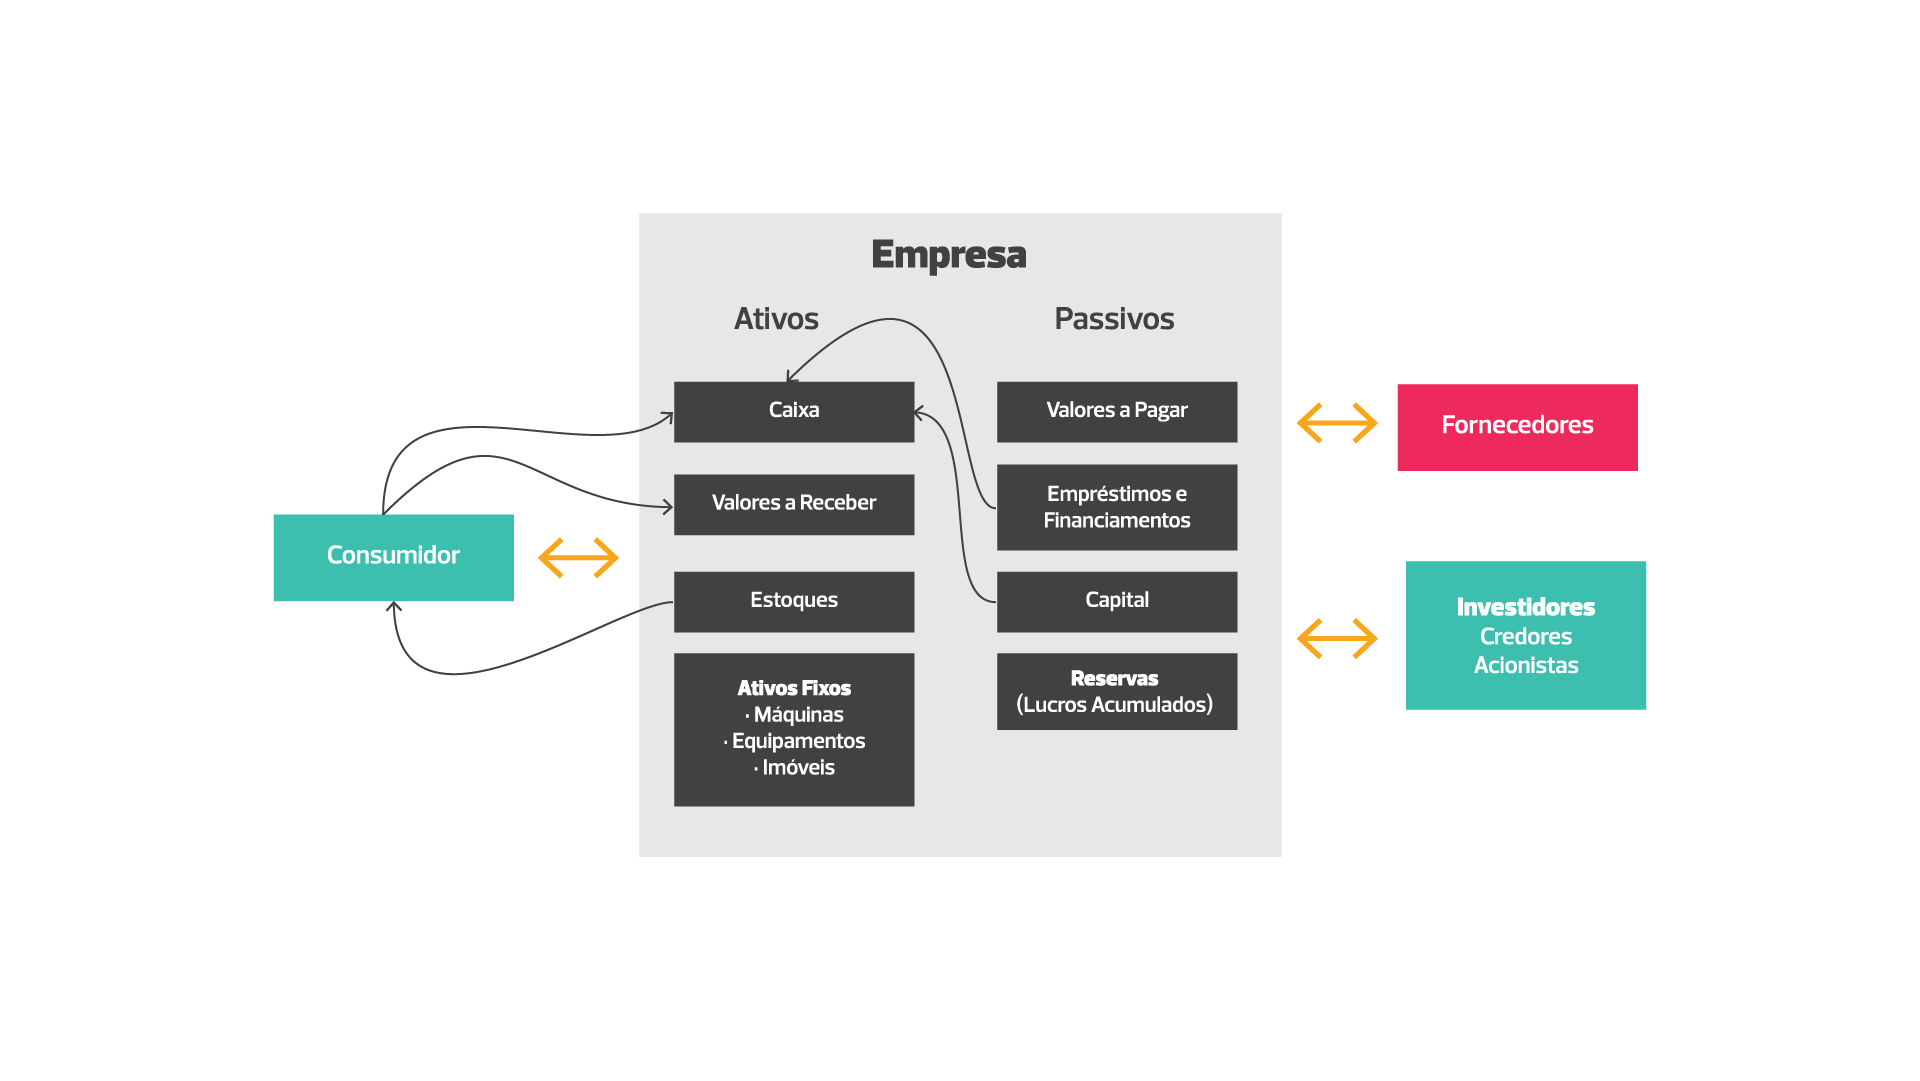 Empresa
Ativos
Passivos
Caixa
Valores a Receber
Estoques
Ativos Fixos
· Máquinas
· Equipamentos
· Imóveis
Valores a Pagar
Empréstimos e
Financiamentos
Capital
Reservas
(Lucros Acumulados)
Consumidor
Fornecedores
Investidores
Credores
Acionistas